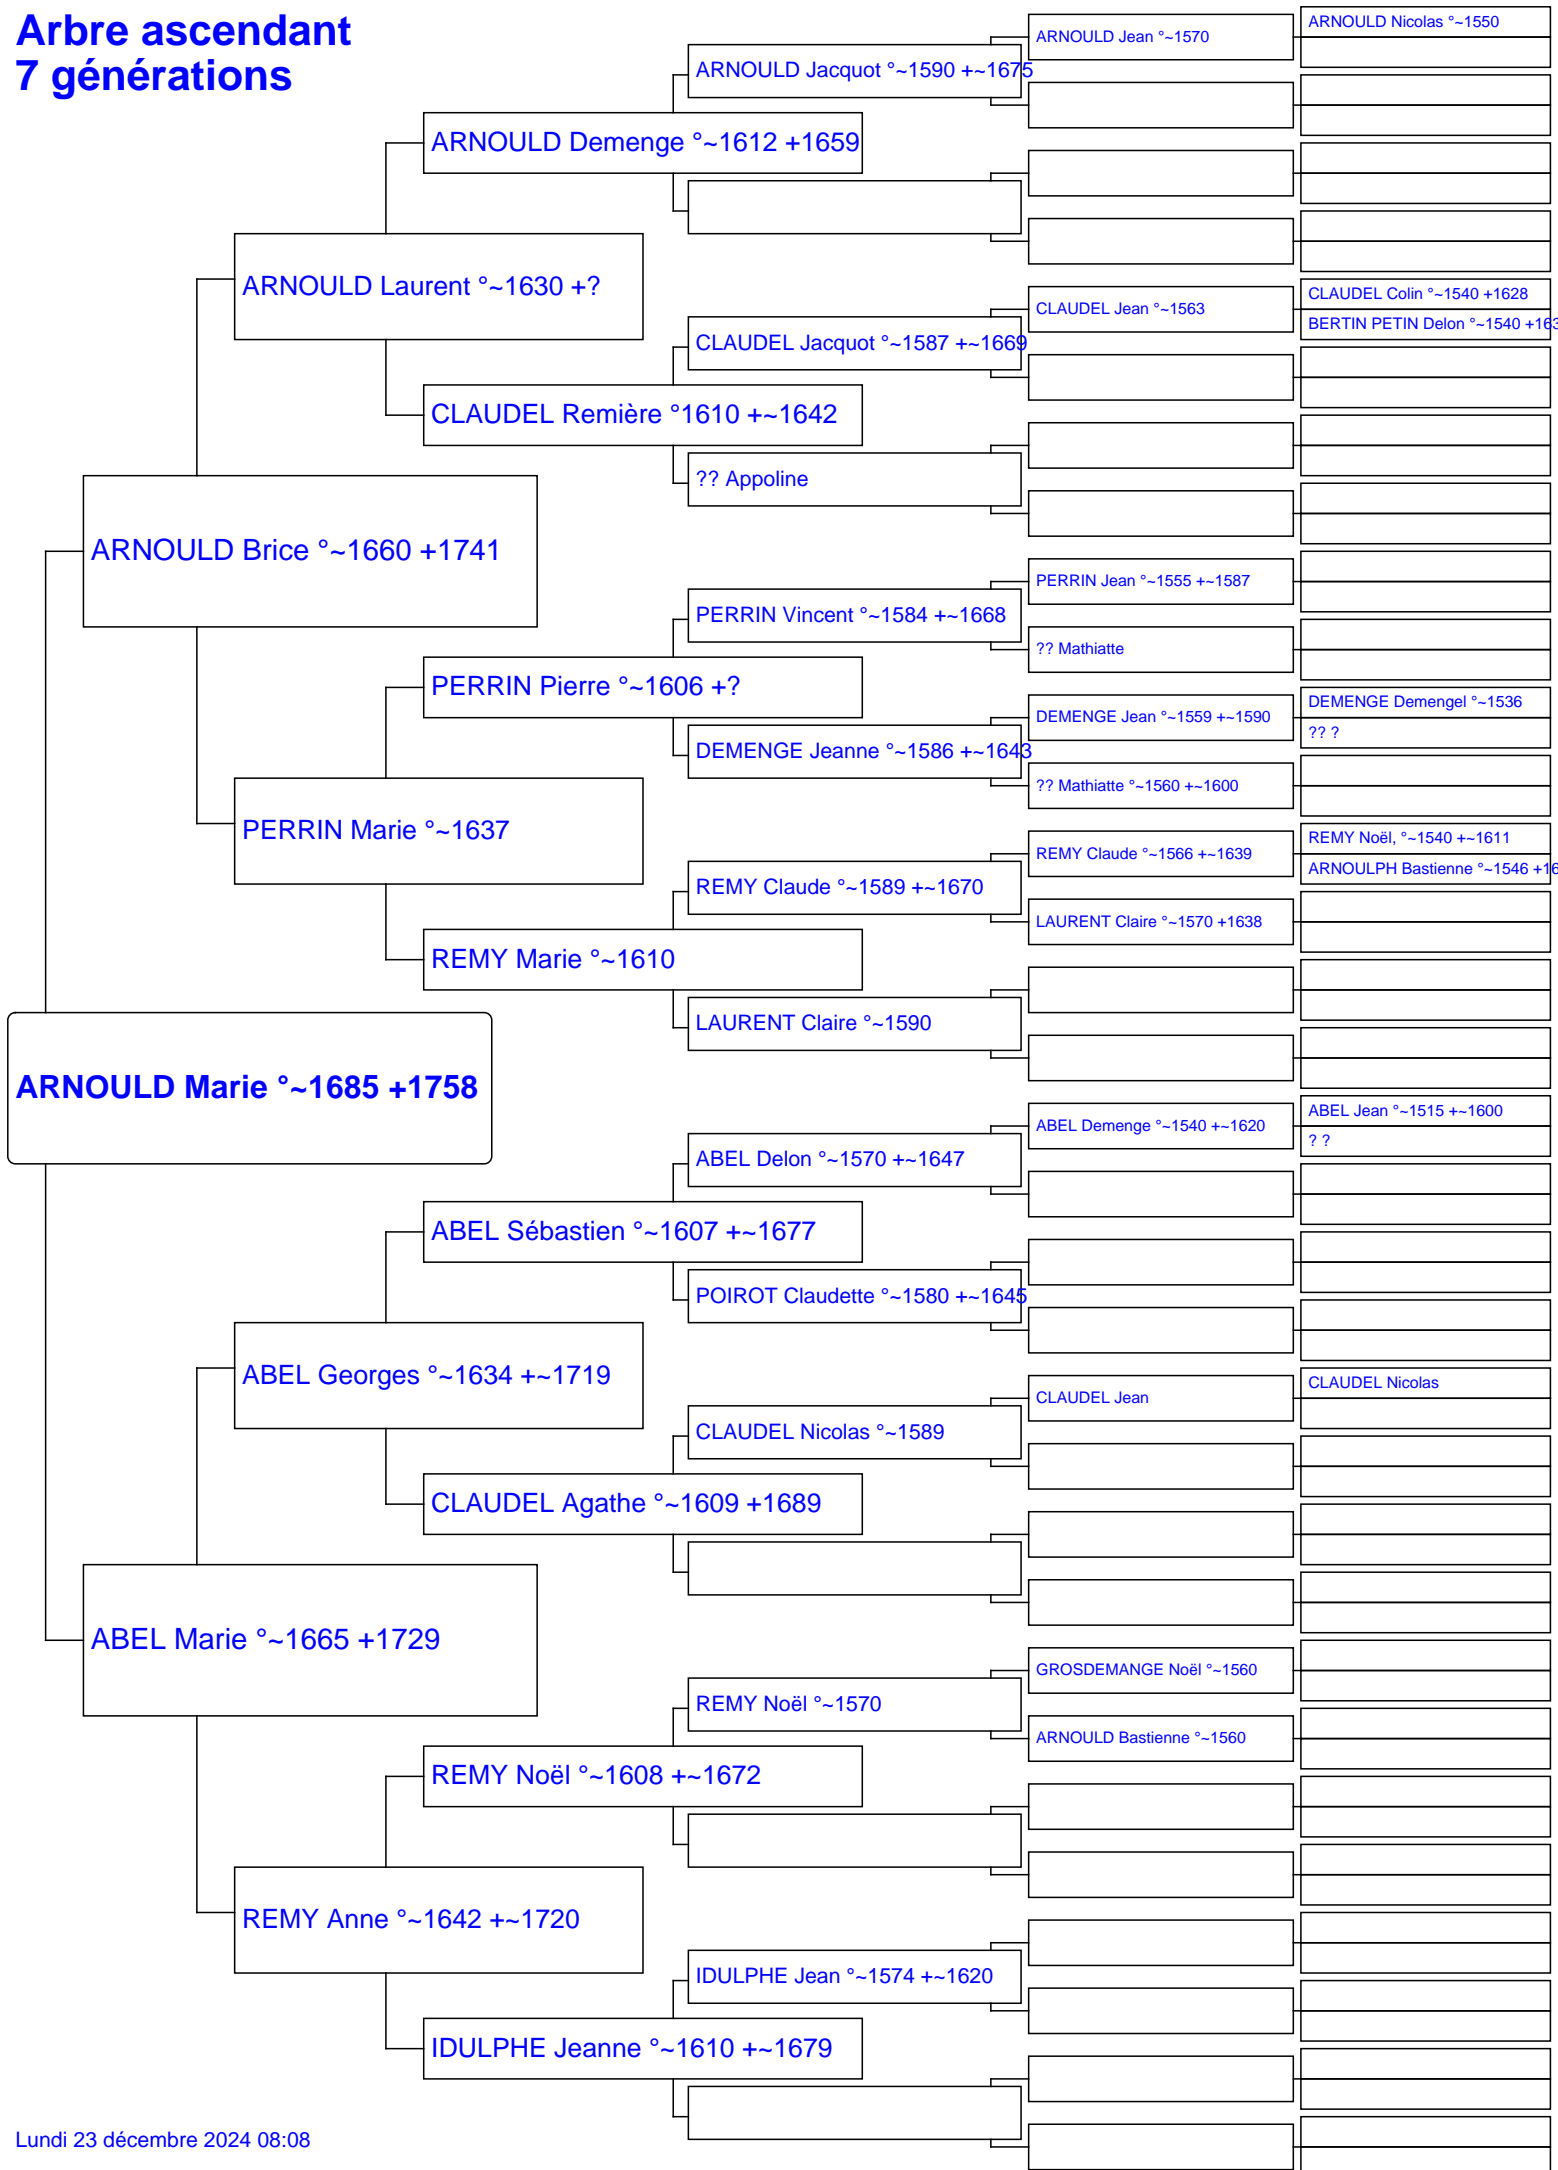 Arbre ascendant
7 générations
ARNOULD Nicolas °~1550
ARNOULD Jean °~1570
ARNOULD Jacquot °~1590 +~1675
ARNOULD Demenge °~1612 +1659
ARNOULD Laurent °~1630 +?
CLAUDEL Colin °~1540 +1628
CLAUDEL Jean °~1563
BERTIN PETIN Delon °~1540 +163
CLAUDEL Jacquot °~1587 +~1669
CLAUDEL Remière °1610 +~1642
?? Appoline
ARNOULD Brice °~1660 +1741
PERRIN Jean °~1555 +~1587
PERRIN Vincent °~1584 +~1668
?? Mathiatte
PERRIN Pierre °~1606 +?
DEMENGE Demengel °~1536
DEMENGE Jean °~1559 +~1590
?? ?
DEMENGE Jeanne °~1586 +~1643
?? Mathiatte °~1560 +~1600
PERRIN Marie °~1637
REMY Noël, °~1540 +~1611
REMY Claude °~1566 +~1639
ARNOULPH Bastienne °~1546 +16
REMY Claude °~1589 +~1670
LAURENT Claire °~1570 +1638
REMY Marie °~1610
LAURENT Claire °~1590
ARNOULD Marie °~1685 +1758
ABEL Jean °~1515 +~1600
ABEL Demenge °~1540 +~1620
? ?
ABEL Delon °~1570 +~1647
ABEL Sébastien °~1607 +~1677
POIROT Claudette °~1580 +~1645
ABEL Georges °~1634 +~1719
CLAUDEL Nicolas
CLAUDEL Jean
CLAUDEL Nicolas °~1589
CLAUDEL Agathe °~1609 +1689
ABEL Marie °~1665 +1729
GROSDEMANGE Noël °~1560
REMY Noël °~1570
ARNOULD Bastienne °~1560
REMY Noël °~1608 +~1672
REMY Anne °~1642 +~1720
IDULPHE Jean °~1574 +~1620
IDULPHE Jeanne °~1610 +~1679
Lundi 23 décembre 2024 08:08